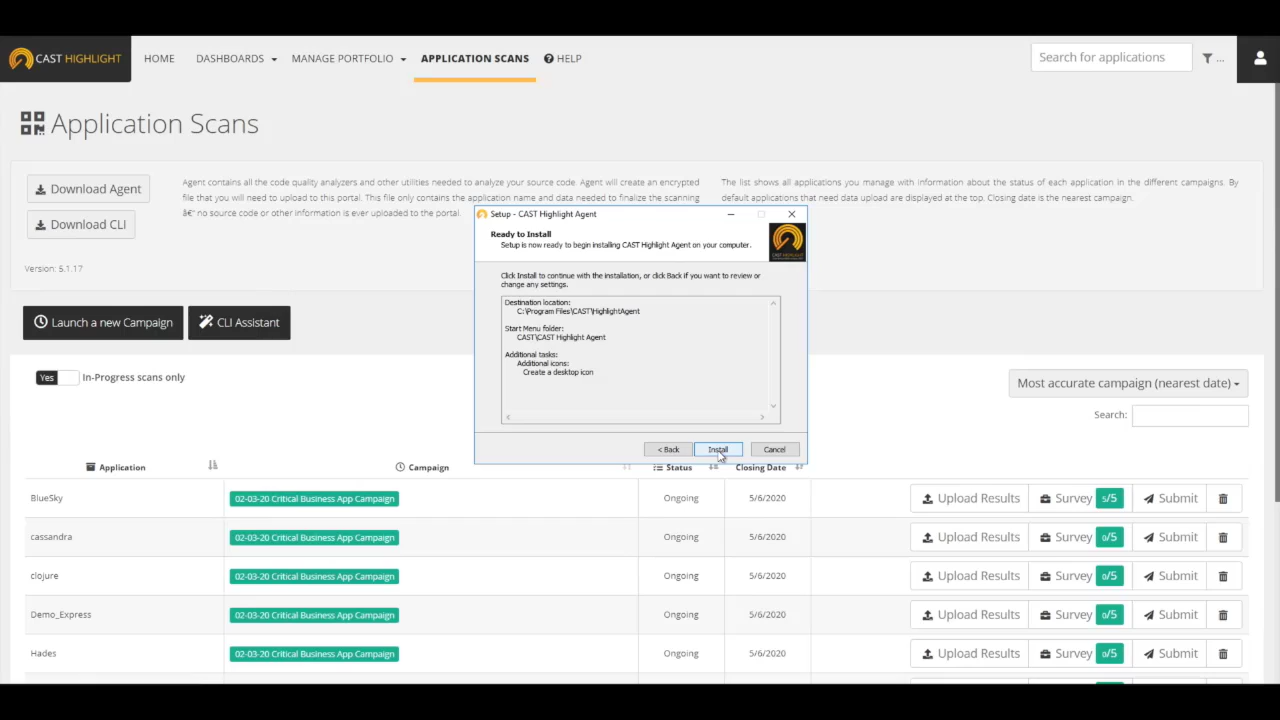 CAST HIGHLIGHT
HOME
DASHBOARDS
MANAGE PORTFOLIO
APPLICATION SCANS
HELP
Search for applications
...
Application Scans
Download Agent
Download CLI
Version: 5.1.17
Agent contains all the code quality analyzers and other utilities needed to analyze your source code. Agent will create an encrypted
file that you will need to upload to this portal. This file only contains the application name and data needed to finalize the scanning
â€" no source code or other information is ever uploaded to the portal.
The list shows all applications you manage with information about the status of each application in the different campaigns. By
default applications that need data upload are displayed at the top. Closing date is the nearest campaign.
Setup - CAST Highlight Agent
Ready to Install
Setup is now ready to begin installing CAST Highlight Agent on your computer.
CAST HIGHLIGHT
Click Install to continue with the installation, or click Back if you want to review or
change any settings.
Destination location:
C:\Program Files\CAST\HighlightAgent
Start Menu folder:
CAST\CAST Highlight Agent
Additional tasks:
Additional icons:
Create a desktop icon
< Back
Install
Cancel
Launch a new Campaign
CLI Assistant
Yes
In-Progress scans only
Most accurate campaign (nearest date)
Search:
Application
Campaign
Status
Closing Date
BlueSky
02-03-20 Critical Business App Campaign
Ongoing
5/6/2020
Upload Results
Survey 5/5
Submit
cassandra
02-03-20 Critical Business App Campaign
Ongoing
5/6/2020
Upload Results
Survey 0/5
Submit
clojure
02-03-20 Critical Business App Campaign
Ongoing
5/6/2020
Upload Results
Survey 0/5
Submit
Demo_Express
02-03-20 Critical Business App Campaign
Ongoing
5/6/2020
Upload Results
Survey 0/5
Submit
Hades
02-03-20 Critical Business App Campaign
Ongoing
5/6/2020
Upload Results
Survey 0/5
Submit